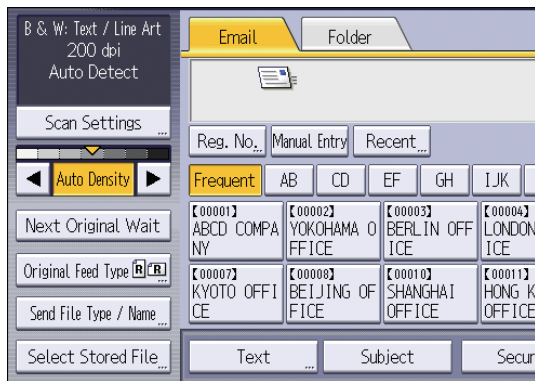 B & W: Text / Line Art
200 dpi
Auto Detect
Scan Settings
Auto Density
Next Original Wait
Original Feed Type R R
Send File Type / Name
Select Stored File
Email Folder
Reg. No. Manual Entry Recent
Frequent AB CD EF GH IJK
【00001】
ABCD COMPA
NY
【00002】
YOKOHAMA O
FFICE
【00003】
BERLIN OFF
ICE
【00004】
LONDON
ICE
【00007】
KYOTO OFFI
CE
【00008】
BEIJING OF
FICE
【00010】
SHANGHAI
OFFICE
【00011】
HONG K
OFFICE
Text Subject Secur